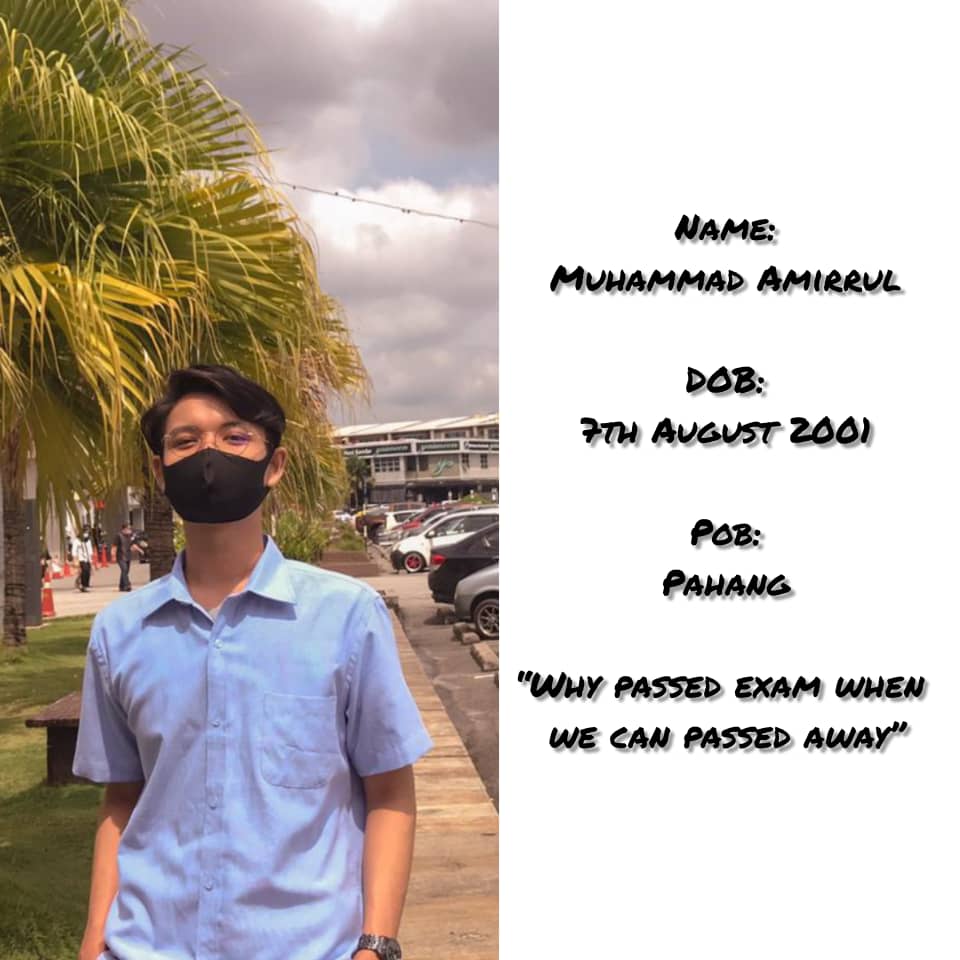 Name:
Muhammad Amirrul
DOB:
7th August 2001
Pob:
Pahang
"Why passed exam when
we can passed away"